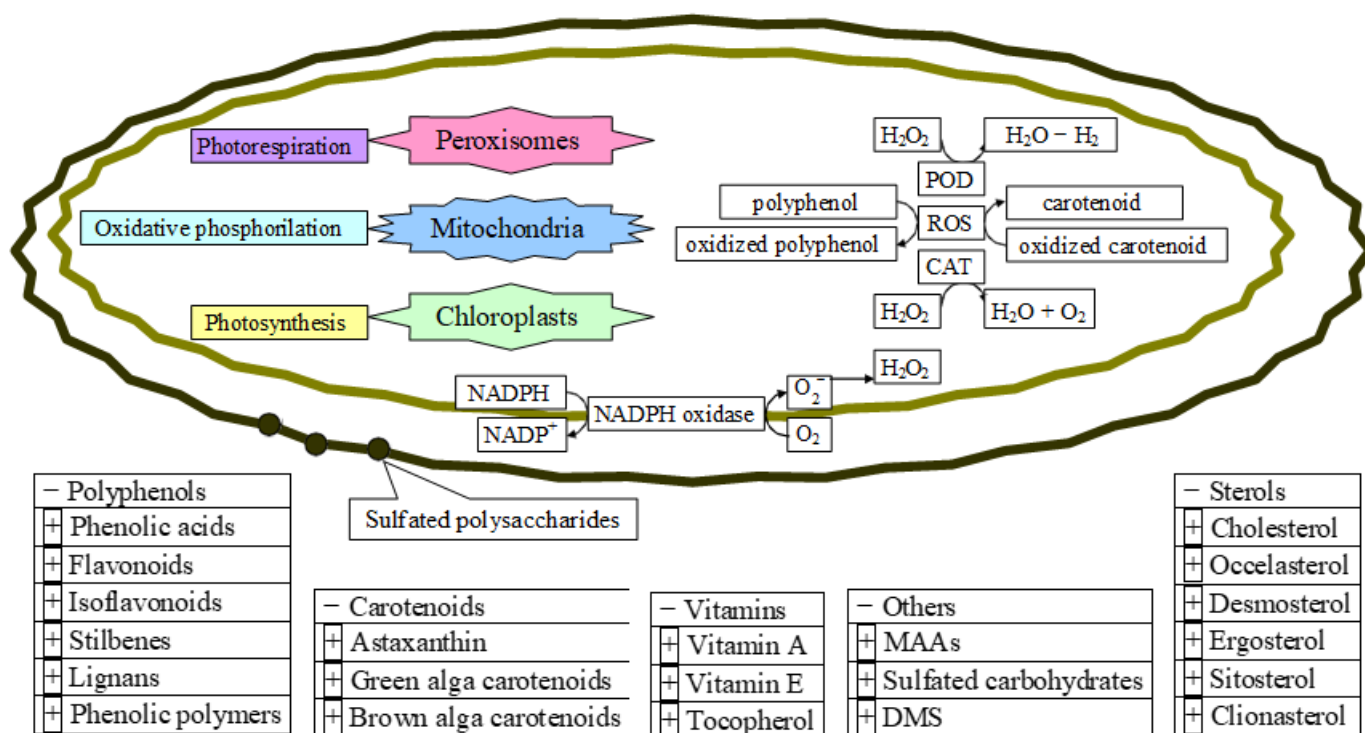 Photorespiration
Peroxisomes
Oxidative phosphorilation
Mitochondria
Photosynthesis
Chloroplasts
H₂O₂
H₂O − H₂
POD
polyphenol
ROS
carotenoid
oxidized polyphenol
oxidized carotenoid
CAT
H₂O₂
H₂O + O₂
NADPH
NADPH oxidase
NADP⁺
O₂⁻
H₂O₂
O₂
Sulfated polysaccharides
− Polyphenols
+ Phenolic acids
+ Flavonoids
+ Isoflavonoids
+ Stilbenes
+ Lignans
+ Phenolic polymers
− Carotenoids
+ Astaxanthin
+ Green alga carotenoids
+ Brown alga carotenoids
− Vitamins
+ Vitamin A
+ Vitamin E
+ Tocopherol
− Others
+ MAAs
+ Sulfated carbohydrates
+ DMS
− Sterols
+ Cholesterol
+ Occelasterol
+ Desmosterol
+ Ergosterol
+ Sitosterol
+ Clionasterol